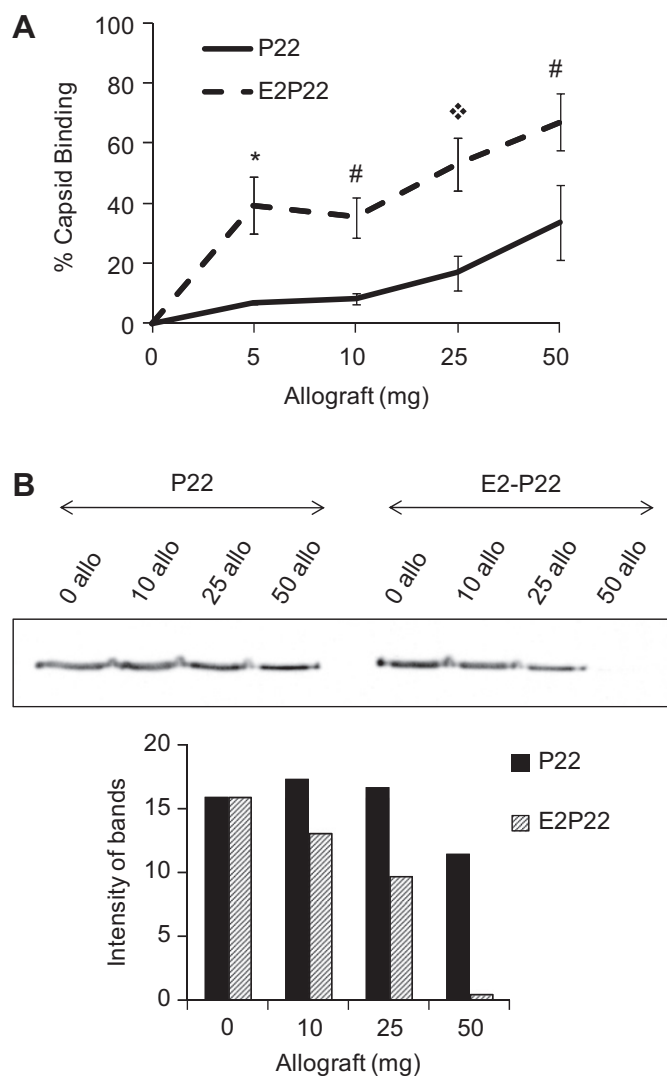 A
100
80
60
40
20
0
% Capsid Binding
P22
E2P22
*
#
❖
#
0 5 10 25 50
Allograft (mg)
B
P22 E2-P22
0 allo 10 allo 25 allo 50 allo 0 allo 10 allo 25 allo 50 allo
20
15
10
5
0
Intensity of bands
P22
E2P22
0 10 25 50
Allograft (mg)